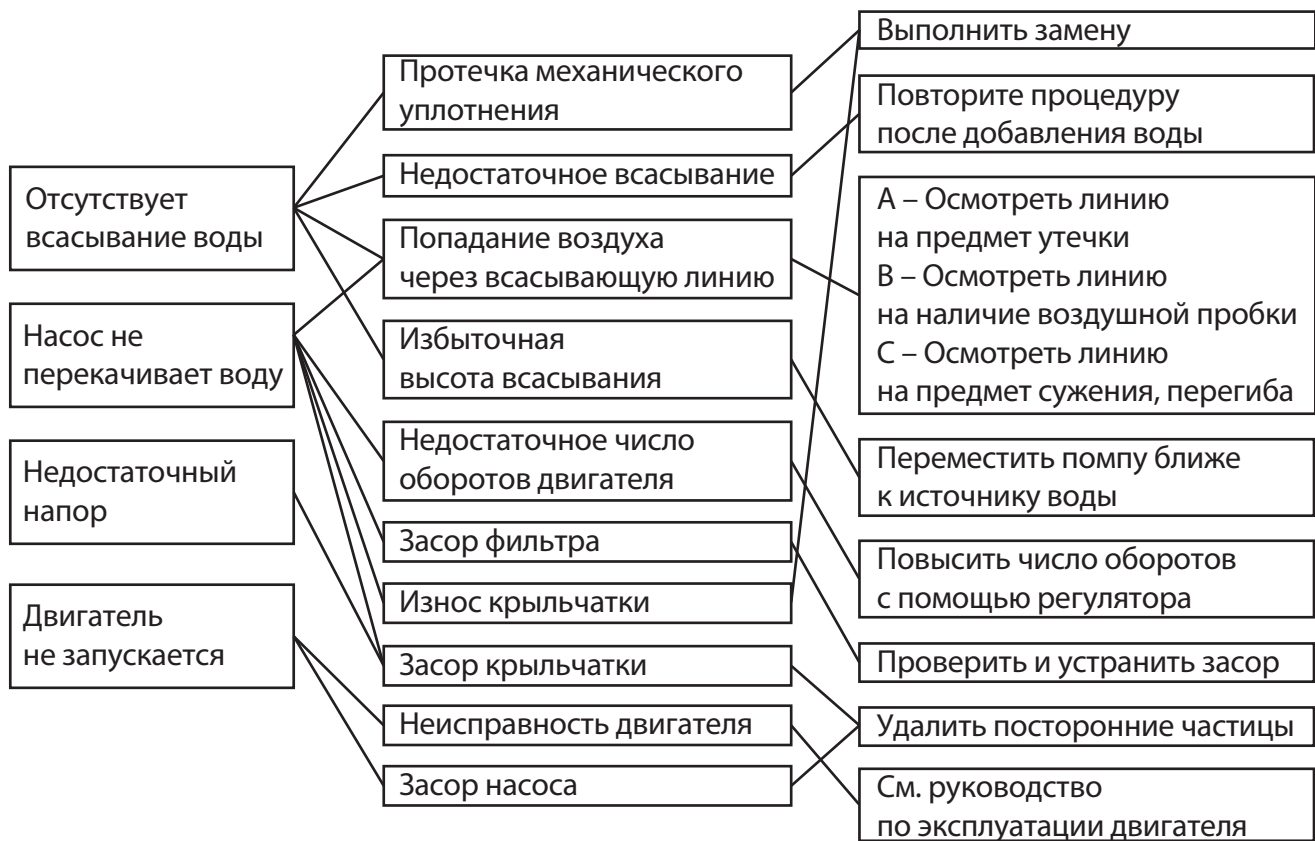 Отсутствует
всасывание воды
Насос не
перекачивает воду
Недостаточный
напор
Двигатель
не запускается
Протечка механического
уплотнения
Недостаточное всасывание
Попадание воздуха
через всасывающую линию
Избыточная
высота всасывания
Недостаточное число
оборотов двигателя
Засор фильтра
Износ крыльчатки
Засор крыльчатки
Неисправность двигателя
Засор насоса
Выполнить замену
Повторите процедуру
после добавления воды
А – Осмотреть линию
на предмет утечки
В – Осмотреть линию
на наличие воздушной пробки
С – Осмотреть линию
на предмет сужения, перегиба
Переместить помпу ближе
к источнику воды
Повысить число оборотов
с помощью регулятора
Проверить и устранить засор
Удалить посторонние частицы
См. руководство
по эксплуатации двигателя